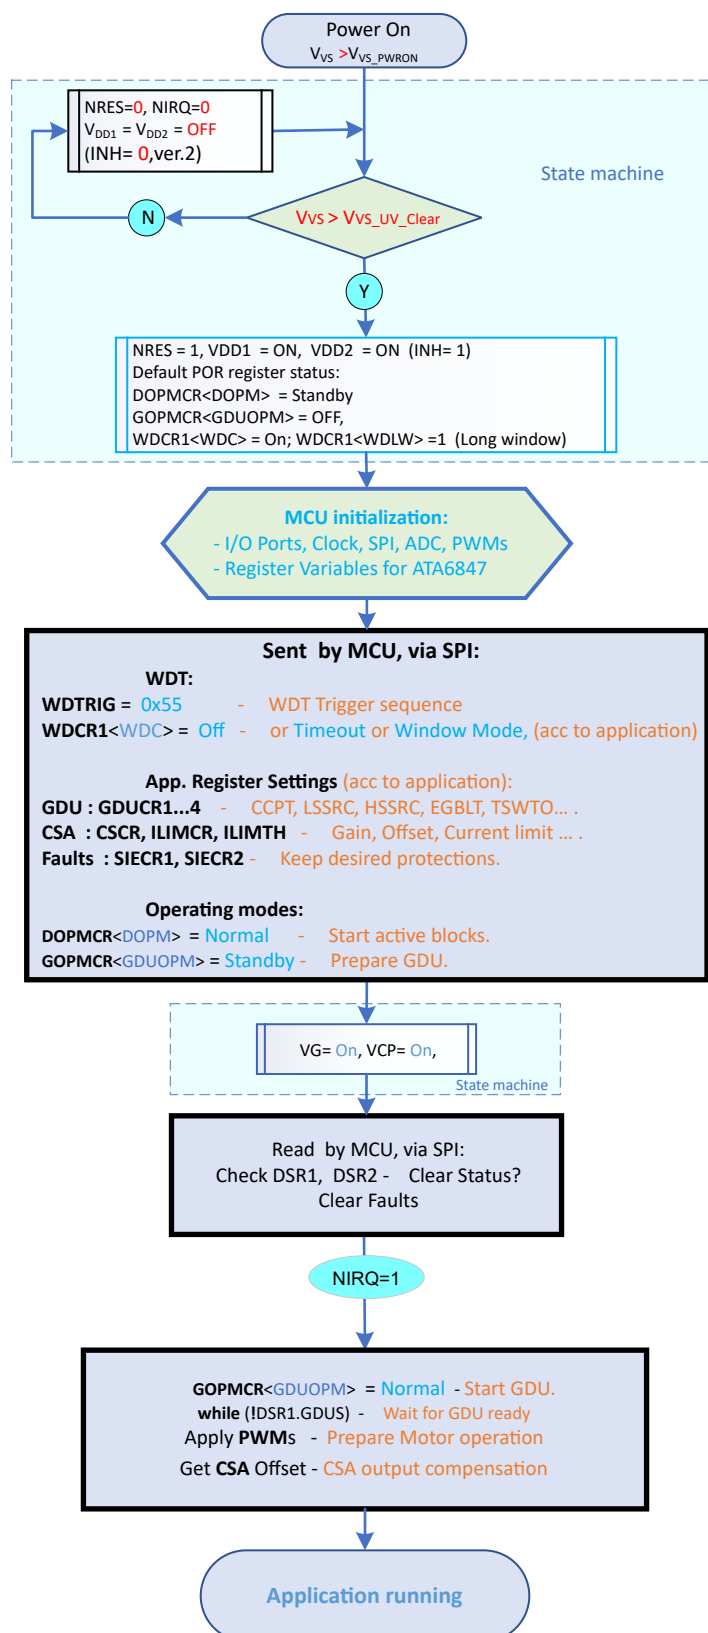 Power On
VVS >VVS_PWRON
NRES=0, NIRQ=0
VDD1 = VDD2 = OFF
(INH= 0,ver.2)
State machine
N
VVS > VVS_UV_Clear
Y
NRES = 1, VDD1 = ON, VDD2 = ON (INH= 1)
Default POR register status:
DOPMCR<DOPM> = Standby
GOPMCR<GDUOPM> = OFF,
WDCR1<WDC> = On; WDCR1<WDLW> =1 (Long window)
MCU initialization:
- I/O Ports, Clock, SPI, ADC, PWMs
- Register Variables for ATA6847
Sent by MCU, via SPI:
WDT:
WDTRIG = 0x55 - WDT Trigger sequence
WDCR1<WDC> = Off - or Timeout or Window Mode, (acc to application)
App. Register Settings (acc to application):
GDU : GDUCR1...4 - CCPT, LSSRC, HSSRC, EGBLT, TSWTO... .
CSA : CSCR, ILIMCR, ILIMTH - Gain, Offset, Current limit ... .
Faults : SIECR1, SIECR2 - Keep desired protections.
Operating modes:
DOPMCR<DOPM> = Normal - Start active blocks.
GOPMCR<GDUOPM> = Standby - Prepare GDU.
VG= On, VCP= On,
State machine
Read by MCU, via SPI:
Check DSR1, DSR2 - Clear Status?
Clear Faults
NIRQ=1
GOPMCR<GDUOPM> = Normal - Start GDU.
while (!DSR1.GDUS) - Wait for GDU ready
Apply PWMs - Prepare Motor operation
Get CSA Offset - CSA output compensation
Application running